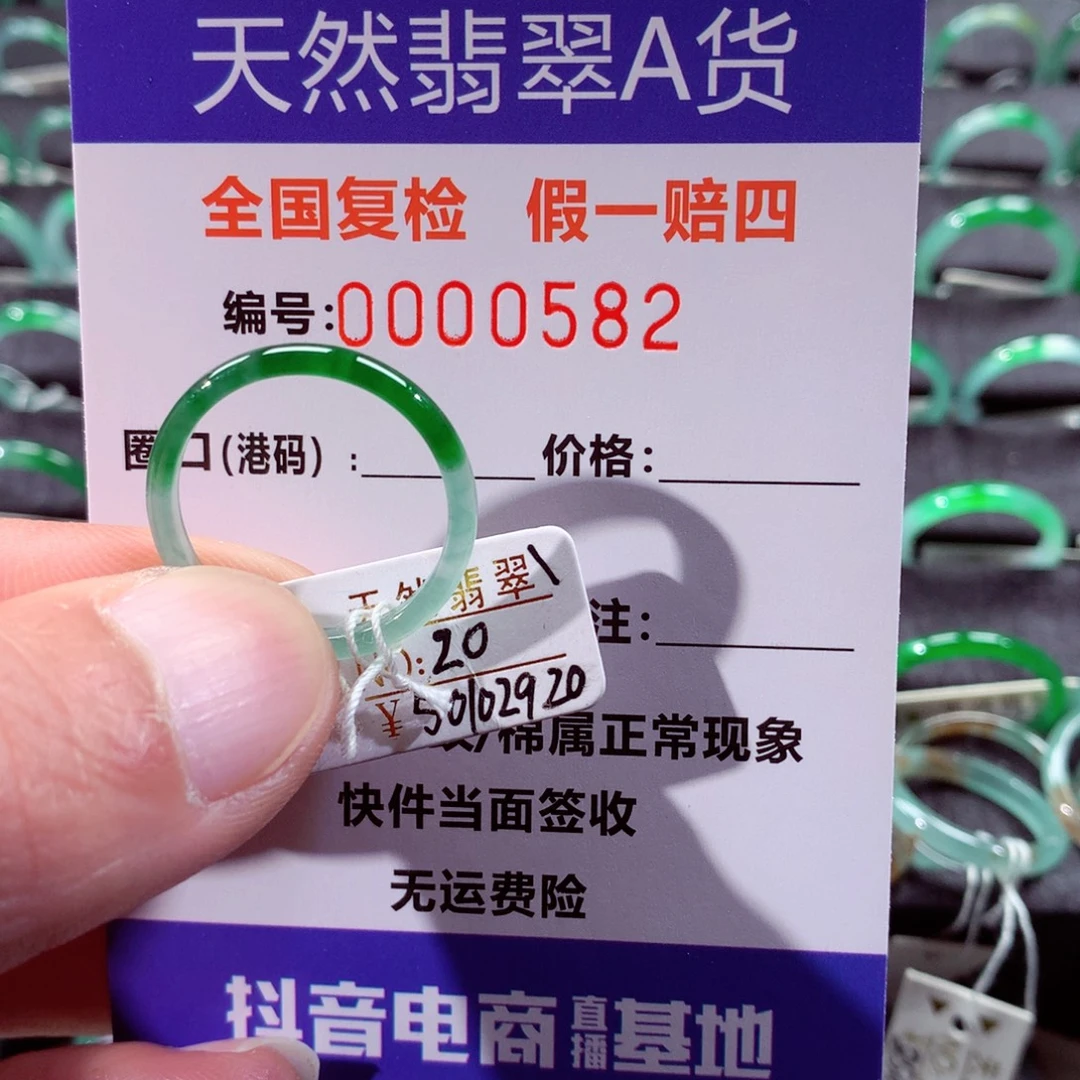 天然翡翠A货
全国复检 假一赔四
编号:0000582
圈口(港码):
价格:
注:
天然翡翠
NO:20
¥50102920
棉属正常现象
快件当面签收
无运费险
抖音电商直播基地